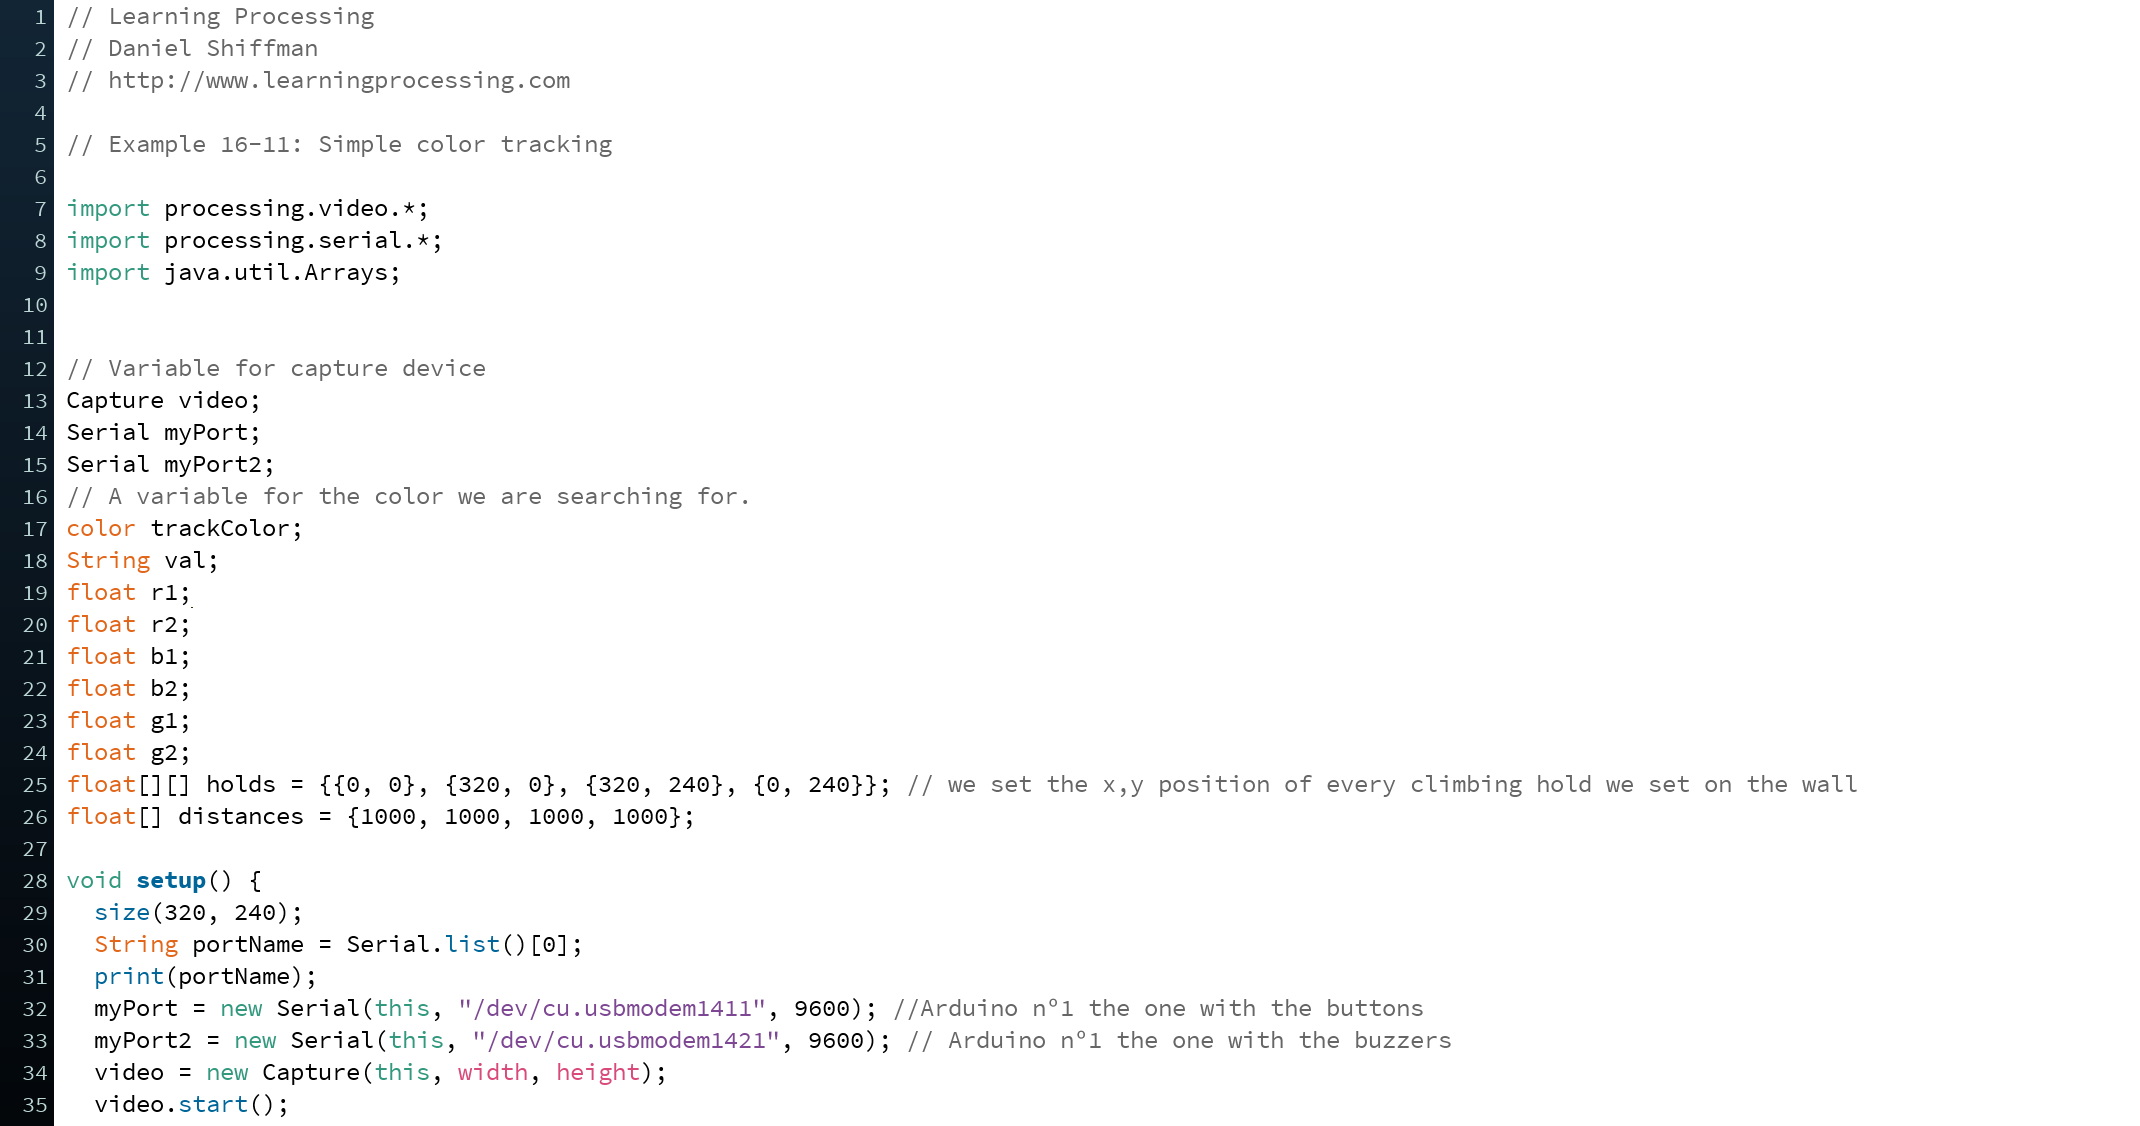 1 // Learning Processing
2 // Daniel Shiffman
3 // http://www.learningprocessing.com
4
5 // Example 16-11: Simple color tracking
6
7 import processing.video.*;
8 import processing.serial.*;
9 import java.util.Arrays;
10
11
12 // Variable for capture device
13 Capture video;
14 Serial myPort;
15 Serial myPort2;
16 // A variable for the color we are searching for.
17 color trackColor;
18 String val;
19 float r1;
20 float r2;
21 float b1;
22 float b2;
23 float g1;
24 float g2;
25 float[][] holds = {{0, 0}, {320, 0}, {320, 240}, {0, 240}}; // we set the x,y position of every climbing hold we set on the wall
26 float[] distances = {1000, 1000, 1000, 1000};
27
28 void setup() {
29   size(320, 240);
30   String portName = Serial.list()[0];
31   print(portName);
32   myPort = new Serial(this, "/dev/cu.usbmodem1411", 9600); //Arduino nº1 the one with the buttons
33   myPort2 = new Serial(this, "/dev/cu.usbmodem1421", 9600); // Arduino nº1 the one with the buzzers
34   video = new Capture(this, width, height);
35   video.start();